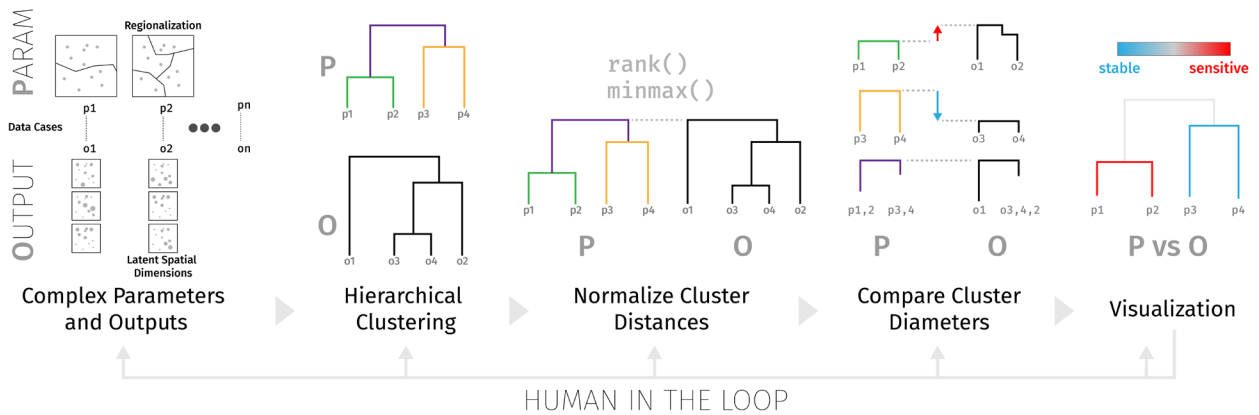 PARAM
OUTPUT
Regionalization
p1
p2
pn
Data Cases
o1
o2
on
Latent Spatial
Dimensions
Complex Parameters
and Outputs
P
p1
p2
p3
p4
O
o1
o3
o4
o2
Hierarchical
Clustering
rank()
minmax()
p1
p2
p3
p4
o1
o3
o4
o2
P
O
Normalize Cluster
Distances
p1
p2
o1
o2
p3
p4
o3
o4
p1,2
p3,4
o1
o3,4,2
P
O
Compare Cluster
Diameters
stable
sensitive
p1
p2
p3
p4
P vs O
Visualization
HUMAN IN THE LOOP